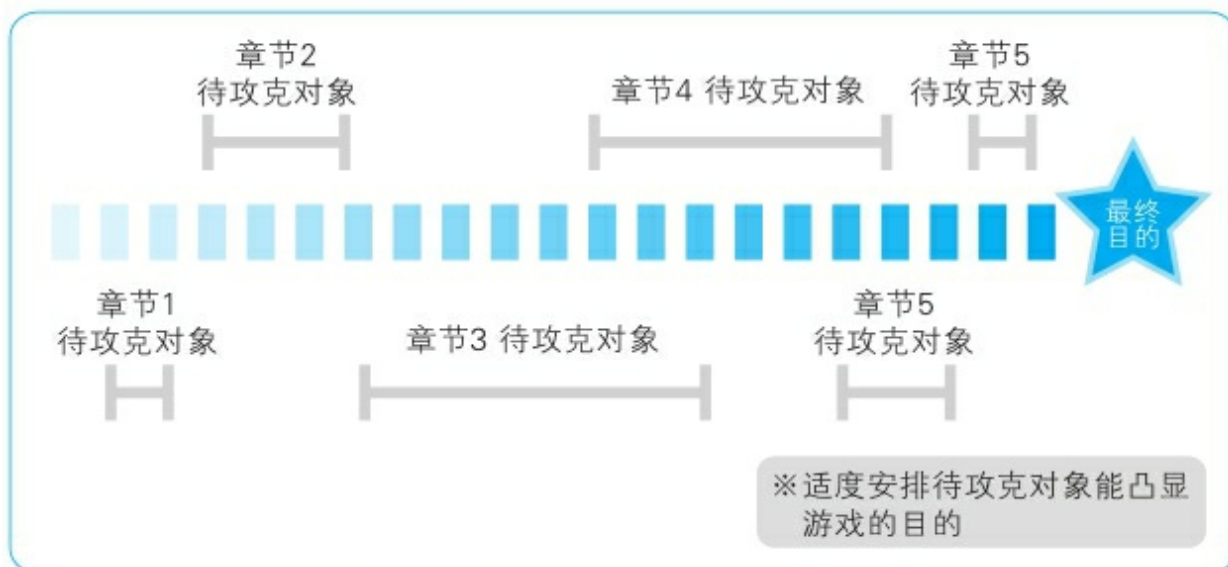 章节2
待攻克对象
章节4 待攻克对象
章节5
待攻克对象
最终
目的
章节1
待攻克对象
章节3 待攻克对象
章节5
待攻克对象
※适度安排待攻克对象能凸显
游戏的目的